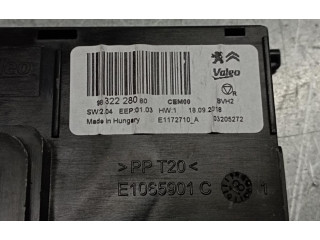 Valeo
98 322 280 80
CBM00 BVH2
SW:2.04 EEP:01.03 HW:1 18.09.2018 R
Made in Hungary E1172710_A 03205272
>PP T20<
E1065901 C 1